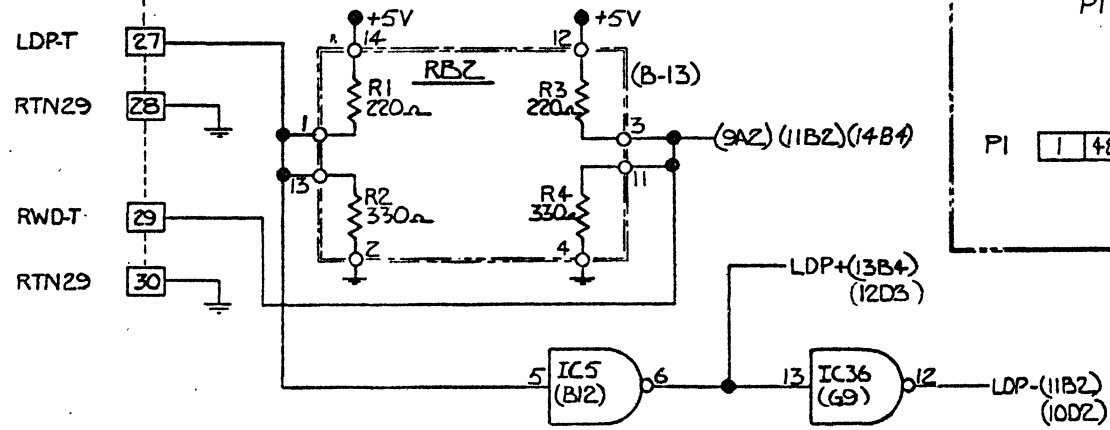 P1
+5V
+5V
LDP-T 27
14
12
RB2
(B-13)
R1
220Ω
R3
220Ω
RTN29 28
1
3
(9A2) (11B2) (14B4)
P1 1 48
13
11
R2
330Ω
R4
330Ω
RWD-T 29
2
4
RTN29 30
LDP+(13B4)
(12D3)
5 IC5 6
(B12)
13 IC36 12
(G9)
LDP-(11B2)
(10D2)